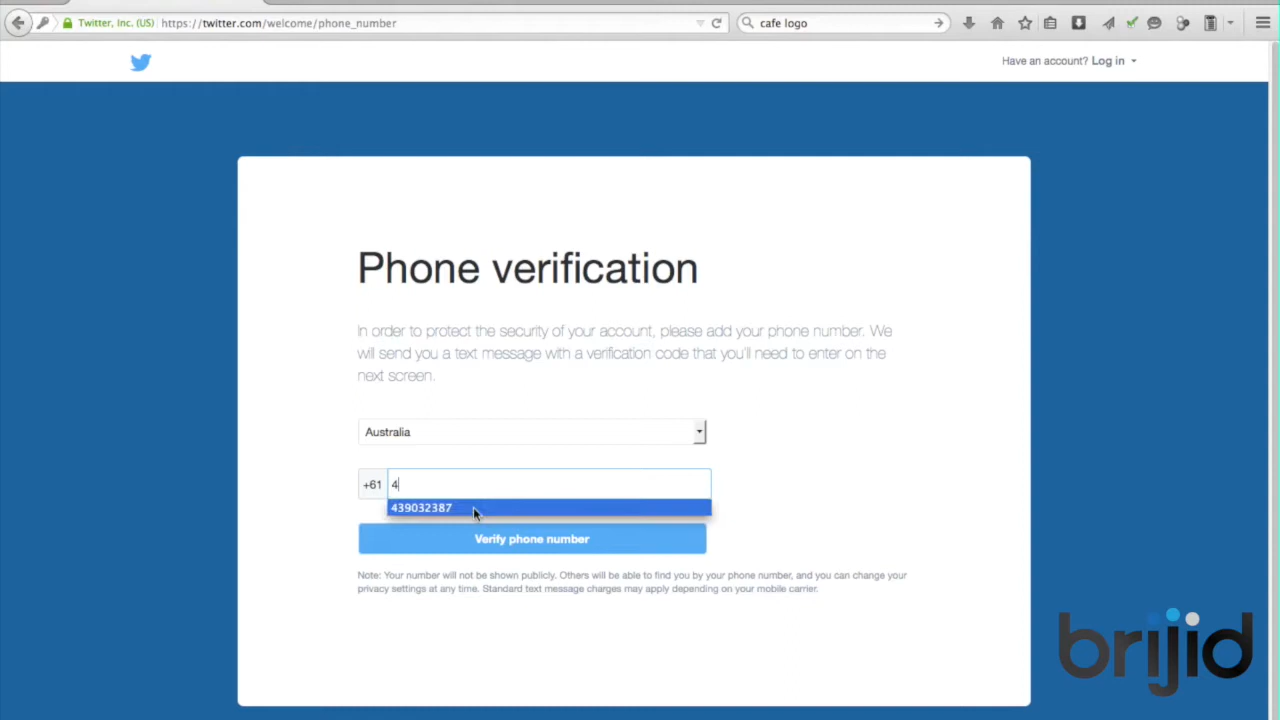 Twitter, Inc. (US) https://twitter.com/welcome/phone_number cafe logo
Have an account? Log in
Phone verification
In order to protect the security of your account, please add your phone number. We
will send you a text message with a verification code that you'll need to enter on the
next screen.
Australia
+61 4
439032387
Verify phone number
Note: Your number will not be shown publicly. Others will be able to find you by your phone number, and you can change your
privacy settings at any time. Standard text message charges may apply depending on your mobile carrier.
brijid